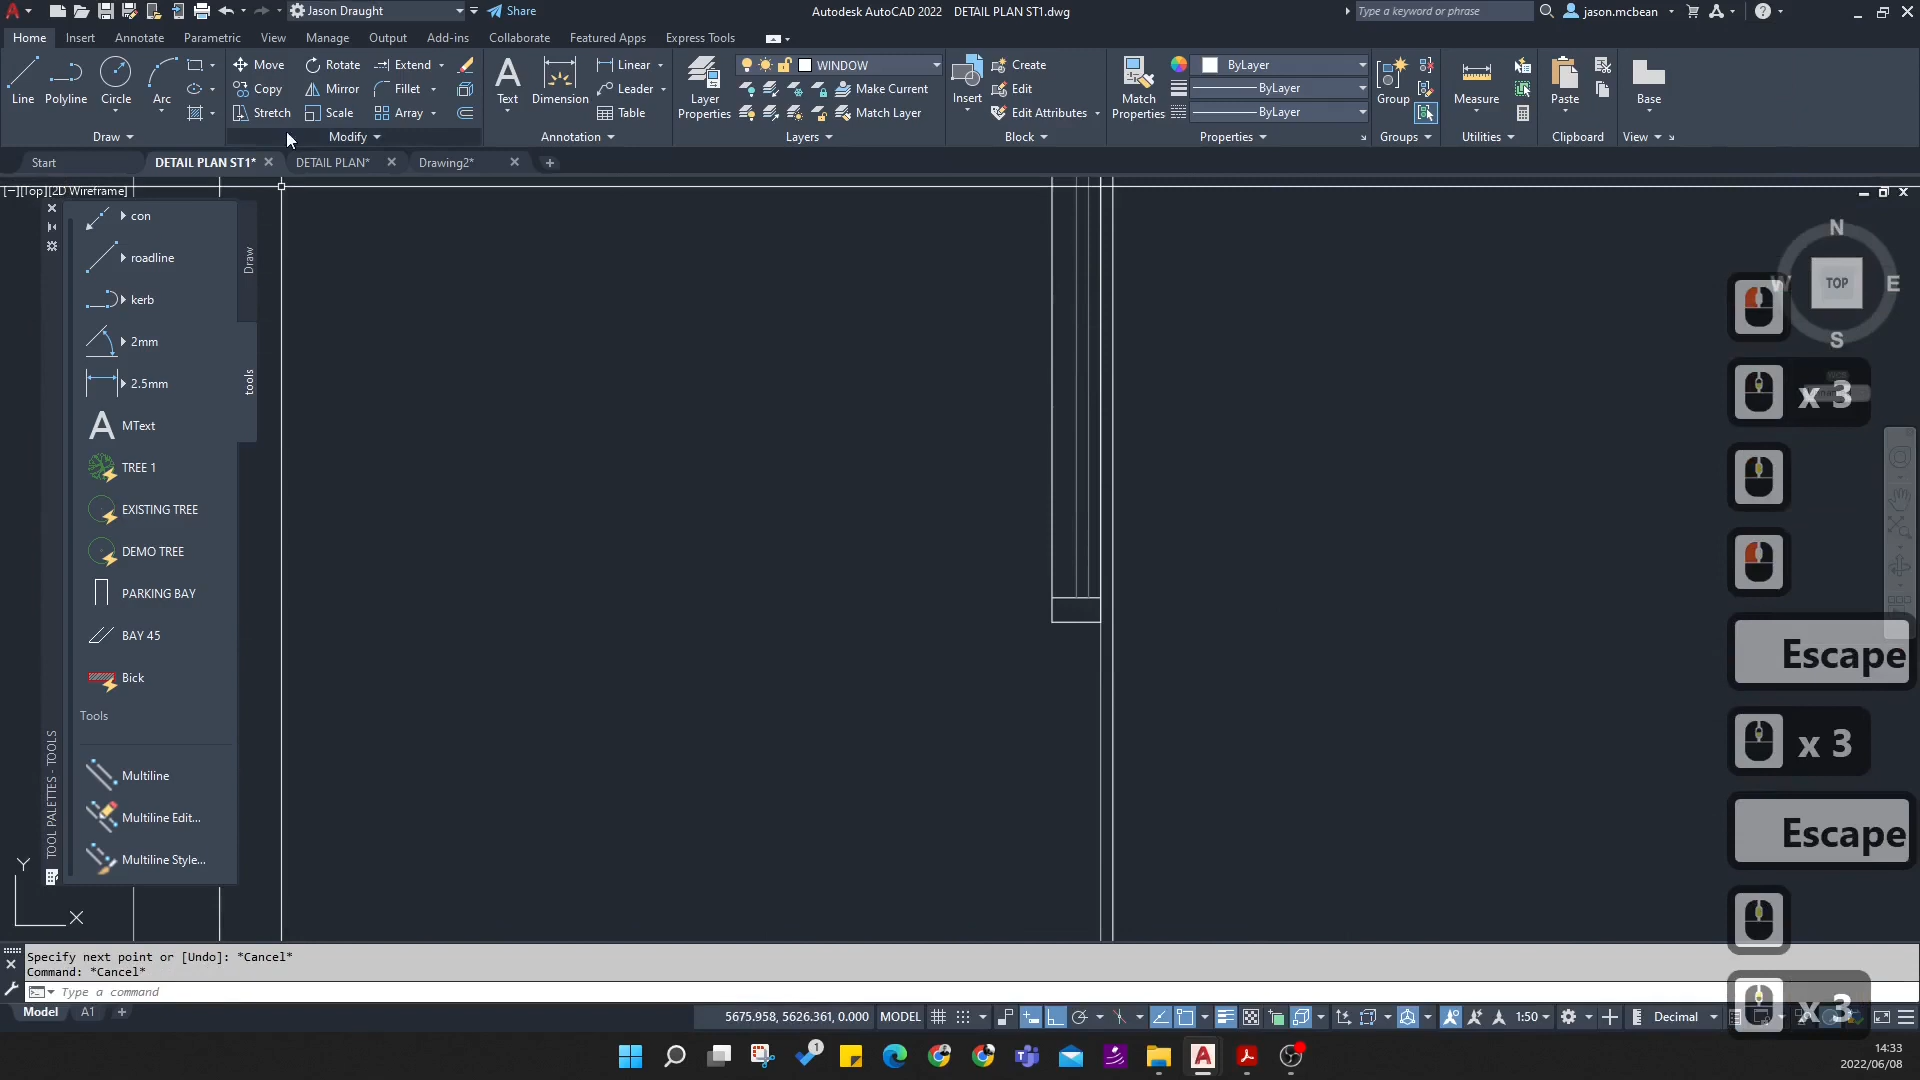 Jason Draught
Share
Autodesk AutoCAD 2022 DETAIL PLAN ST1.dwg
Type a keyword or phrase
jason.mcbean
Home Insert Annotate Parametric View Manage Output Add-ins Collaborate Featured Apps Express Tools
Line Polyline Circle Arc
Move Rotate Extend
Copy Mirror Fillet
Stretch Scale Array
Text Dimension
Linear
Leader
Table
Layer Properties
WINDOW
Make Current
Match Layer
Insert
Create
Edit
Edit Attributes
Match Properties
ByLayer
ByLayer
ByLayer
Group
Measure
Paste
Base
Draw Modify Annotation Layers Block Properties Groups Utilities Clipboard View
Start DETAIL PLAN ST1* DETAIL PLAN* Drawing2*
[−][Top][2D Wireframe]
N
W TOP E
S
con
roadline
kerb
2mm
2.5mm
MText
TREE 1
EXISTING TREE
DEMO TREE
PARKING BAY
BAY 45
Bick
Tools
Multiline
Multiline Edit...
Multiline Style...
Draw
tools
TOOL PALETTES - TOOLS
x 3
Escape
x 3
Escape
x 3
Y
X
Specify next point or [Undo]: *Cancel*
Command: *Cancel*
Type a command
Model A1
5675.958, 5626.361, 0.000 MODEL 1:50 Decimal
1
14:33
2022/06/08